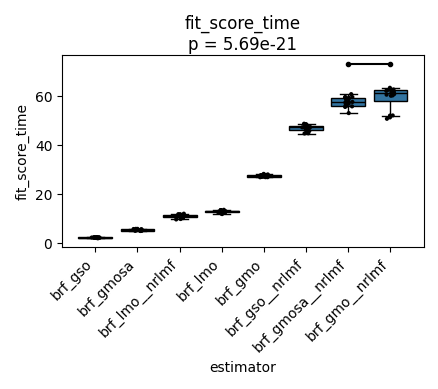 fit_score_time
p = 5.69e-21
fit_score_time
60
40
20
0
brf_gso
brf_gmosa
brf_lmo__nrlmf
brf_lmo
brf_gmo
brf_gso__nrlmf
brf_gmosa__nrlmf
brf_gmo__nrlmf
estimator